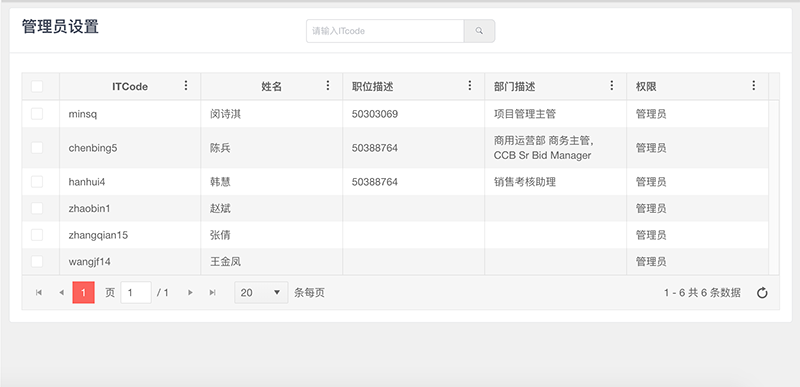 管理员设置
请输入ITcode
ITCode 姓名 职位描述 部门描述 权限
minsq 闵诗淇 50303069 项目管理主管 管理员
chenbing5 陈兵 50388764 商用运营部 商务主管, CCB Sr Bid Manager 管理员
hanhui4 韩慧 50388764 销售考核助理 管理员
zhaobin1 赵斌 管理员
zhangqian15 张倩 管理员
wangjf14 王金凤 管理员
1 页 1 / 1 20 条每页 1 - 6 共 6 条数据